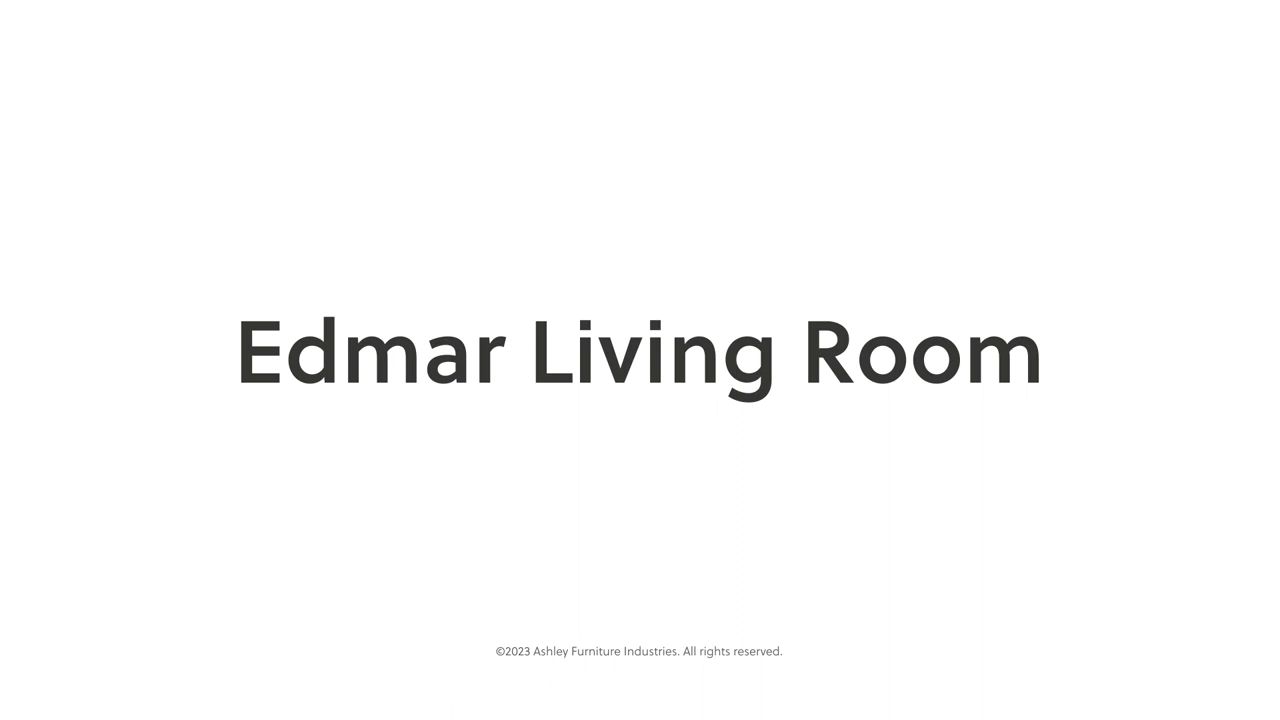 Edmar Living Room
©2023 Ashley Furniture Industries. All rights reserved.